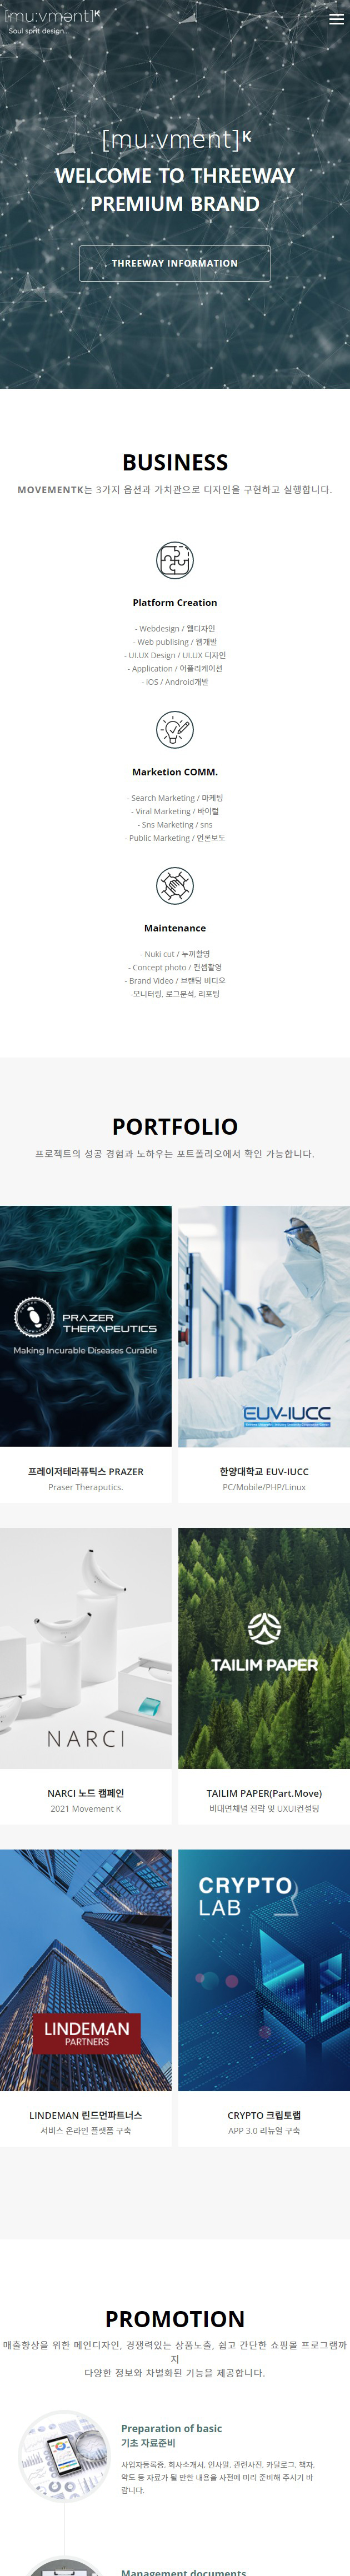 [mu:vmənt]K
Soul spirit design...
[mu:vmənt]K
WELCOME TO THREEWAY
PREMIUM BRAND
THREEWAY INFORMATION
BUSINESS
MOVEMENTK는 3가지 옵션과 가치관으로 디자인을 구현하고 실행합니다.
Platform Creation
- Webdesign / 웹디자인
- Web publising / 웹개발
- UI.UX Design / UI.UX 디자인
- Application / 어플리케이션
- iOS / Android개발
Marketion COMM.
- Search Marketing / 마케팅
- Viral Marketing / 바이럴
- Sns Marketing / sns
- Public Marketing / 언론보도
Maintenance
- Nuki cut / 누끼촬영
- Concept photo / 컨셉촬영
- Brand Video / 브랜딩 비디오
-모니터링, 로그분석, 리포팅
PORTFOLIO
프로젝트의 성공 경험과 노하우는 포트폴리오에서 확인 가능합니다.
PRAZER
THERAPEUTICS
Making Incurable Diseases Curable
EUV-IUCC
프레이저테라퓨틱스 PRAZER
Praser Theraputics.
한양대학교 EUV-IUCC
PC/Mobile/PHP/Linux
NARCI
TAILIM PAPER
NARCI 노드 캠페인
2021 Movement K
TAILIM PAPER(Part.Move)
비대면채널 전략 및 UXUI컨설팅
LINDEMAN
PARTNERS
CRYPTO
LAB
LINDEMAN 린드먼파트너스
서비스 온라인 플랫폼 구축
CRYPTO 크립토랩
APP 3.0 리뉴얼 구축
PROMOTION
매출향상을 위한 메인디자인, 경쟁력있는 상품노출, 쉽고 간단한 쇼핑몰 프로그램까
지
다양한 정보와 차별화된 기능을 제공합니다.
Preparation of basic
기초 자료준비
사업자등록증, 회사소개서, 인사말, 관련사진, 카달로그, 책자,
약도 등 자료가 될 만한 내용을 사전에 미리 준비해 주시기 바
랍니다.
Management documents